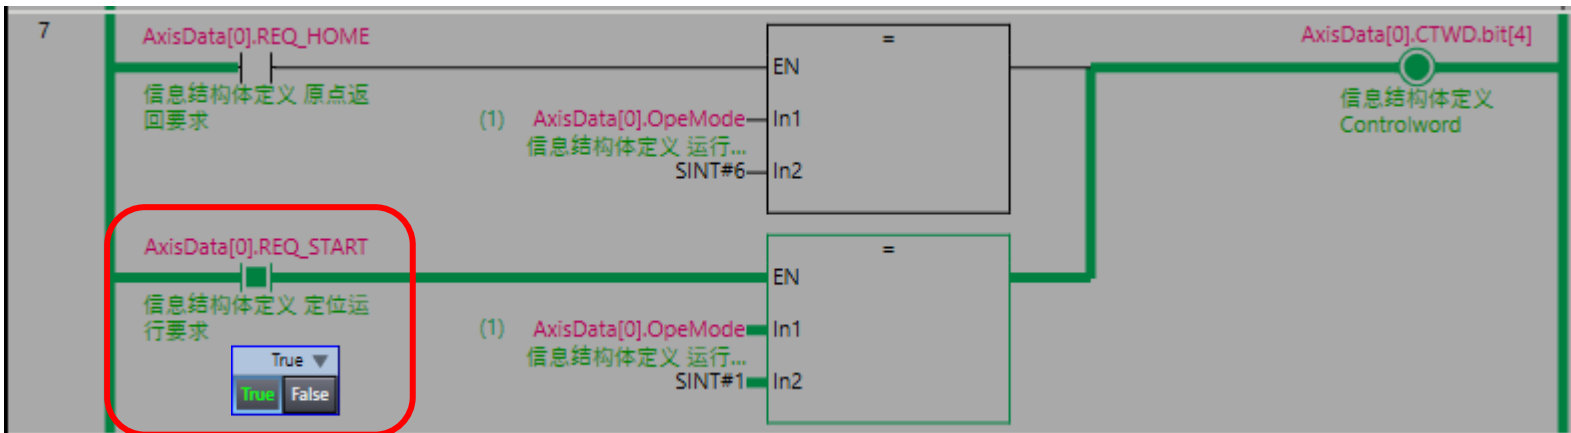 7
AxisData[0].REQ_HOME
信息结构体定义 原点返
回要求
=
EN
(1) AxisData[0].OpeMode In1
信息结构体定义 运行...
SINT#6 In2
AxisData[0].CTWD.bit[4]
信息结构体定义
Controlword
AxisData[0].REQ_START
信息结构体定义 定位运
行要求
True ▼
True False
=
EN
(1) AxisData[0].OpeMode In1
信息结构体定义 运行...
SINT#1 In2